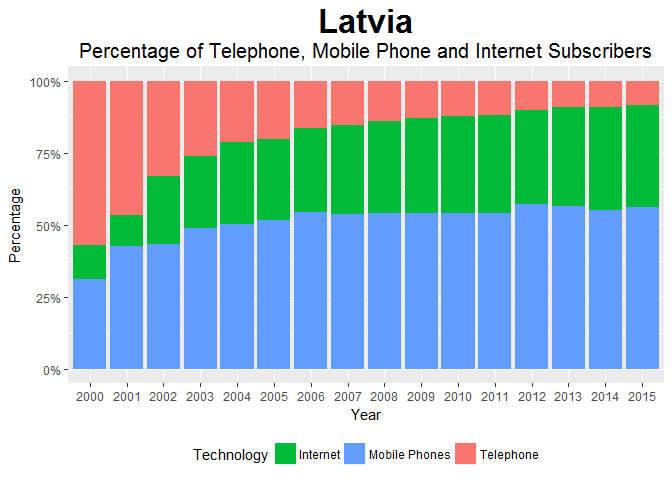 Latvia
Percentage of Telephone, Mobile Phone and Internet Subscribers
100%
75%
50%
25%
0%
Percentage
2000 2001 2002 2003 2004 2005 2006 2007 2008 2009 2010 2011 2012 2013 2014 2015
Year
Technology Internet Mobile Phones Telephone